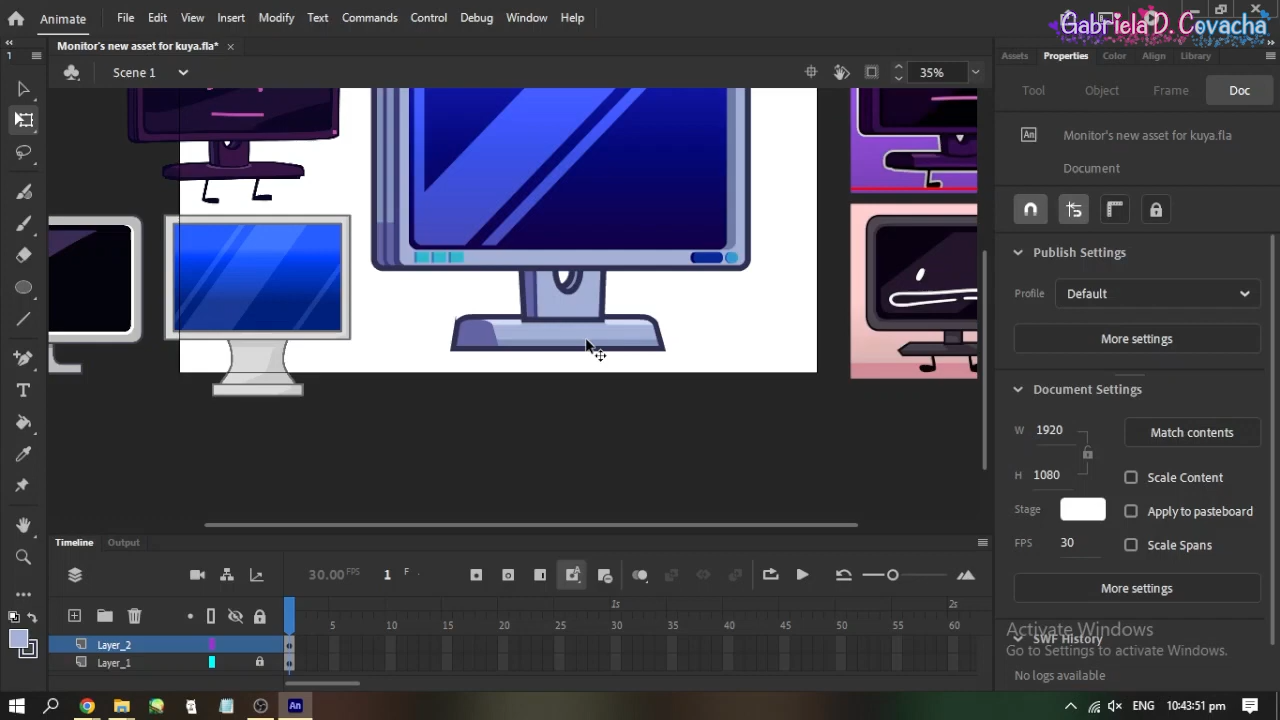 Animate
File Edit View Insert Modify Text Commands Control Debug Window Help
Gabriela D. Covacha
Monitor's new asset for kuya.fla*
1
Scene 1
35%
Assets Properties Color Align Library
Tool Object Frame Doc
Monitor's new asset for kuya.fla
Document
Publish Settings
Profile Default
More settings
Document Settings
W 1920
Match contents
H 1080
Scale Content
Stage
Apply to pasteboard
FPS 30
Scale Spans
More settings
SWF History
No logs available
Activate Windows
Go to Settings to activate Windows.
Timeline Output
30.00 FPS 1 F
1s 2s
5 10 15 20 25 30 35 40 45 50 55 60
Layer_2
Layer_1
An
ENG 10:43:51 pm